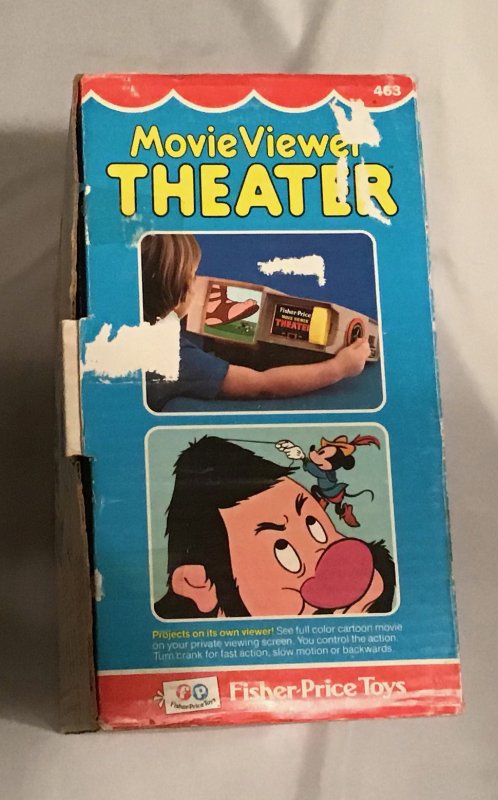 463
Movie Viewer
THEATER
Fisher-Price
MOVIE VIEWER
THEATER
Projects on its own viewer! See full color cartoon movie
on your private viewing screen. You control the action.
Turn crank for fast action, slow motion or backwards.
fp
Fisher-Price Toys
Fisher-Price Toys